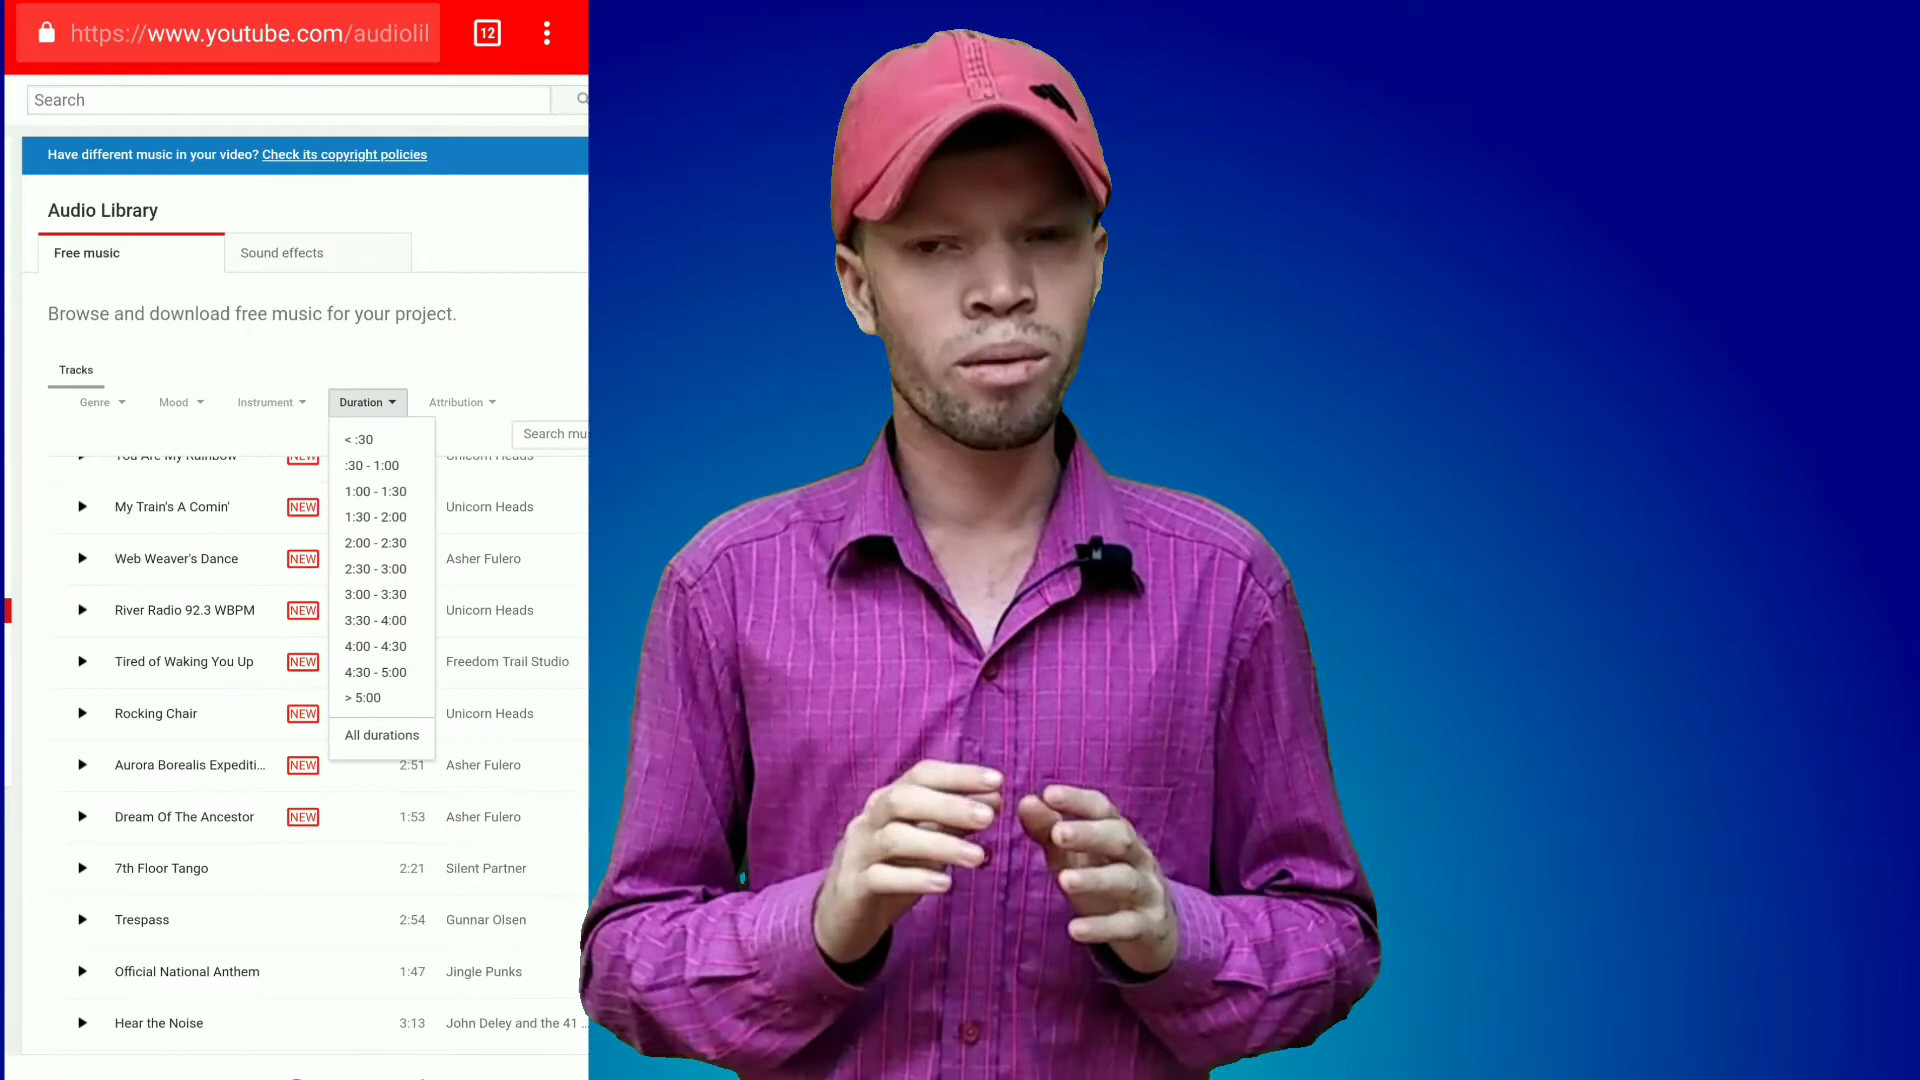 https://www.youtube.com/audiolil
12
Search
Have different music in your video? Check its copyright policies
Audio Library
Free music
Sound effects
Browse and download free music for your project.
Tracks
Genre
Mood
Instrument
Duration
Attribution
Search mu
< :30
:30 - 1:00
1:00 - 1:30
1:30 - 2:00
2:00 - 2:30
2:30 - 3:00
3:00 - 3:30
3:30 - 4:00
4:00 - 4:30
4:30 - 5:00
> 5:00
All durations
You Are My Rainbow NEW Unicorn Heads
My Train's A Comin' NEW Unicorn Heads
Web Weaver's Dance NEW Asher Fulero
River Radio 92.3 WBPM NEW Unicorn Heads
Tired of Waking You Up NEW Freedom Trail Studio
Rocking Chair NEW Unicorn Heads
Aurora Borealis Expediti... NEW 2:51 Asher Fulero
Dream Of The Ancestor NEW 1:53 Asher Fulero
7th Floor Tango 2:21 Silent Partner
Trespass 2:54 Gunnar Olsen
Official National Anthem 1:47 Jingle Punks
Hear the Noise 3:13 John Deley and the 41 ...